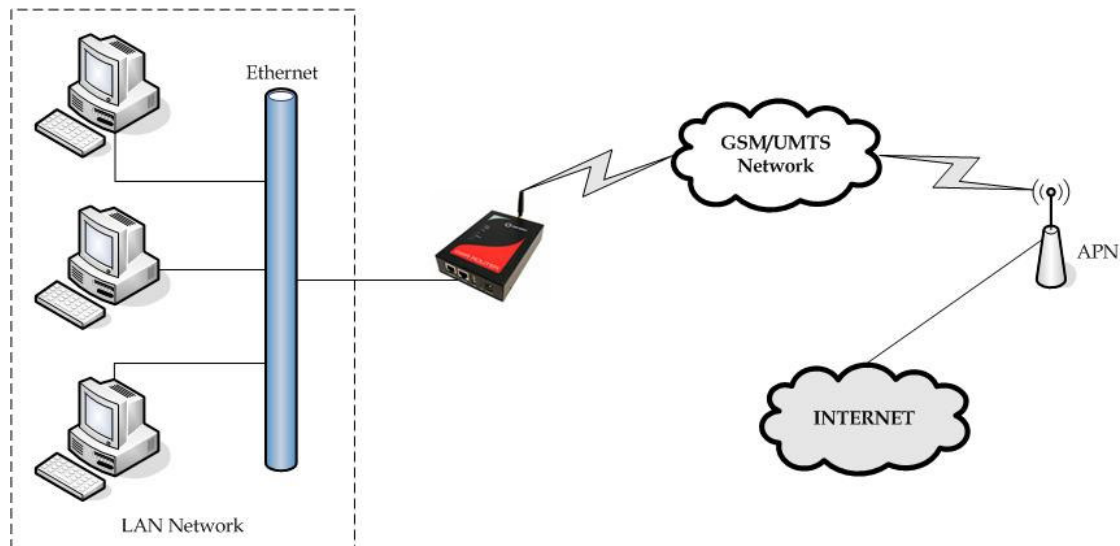 Ethernet
GSM/UMTS
Network
APN
INTERNET
LAN Network